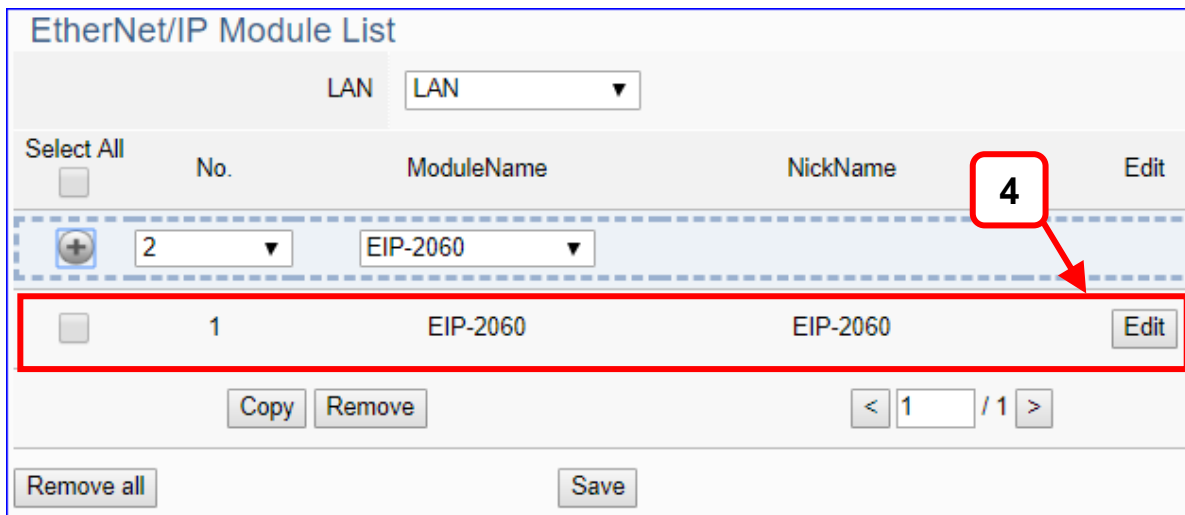 EtherNet/IP Module List
LAN LAN ▼
Select All No. ModuleName NickName Edit
4
+ 2 ▼ EIP-2060 ▼
1 EIP-2060 EIP-2060 Edit
Copy Remove < 1 / 1 >
Remove all Save